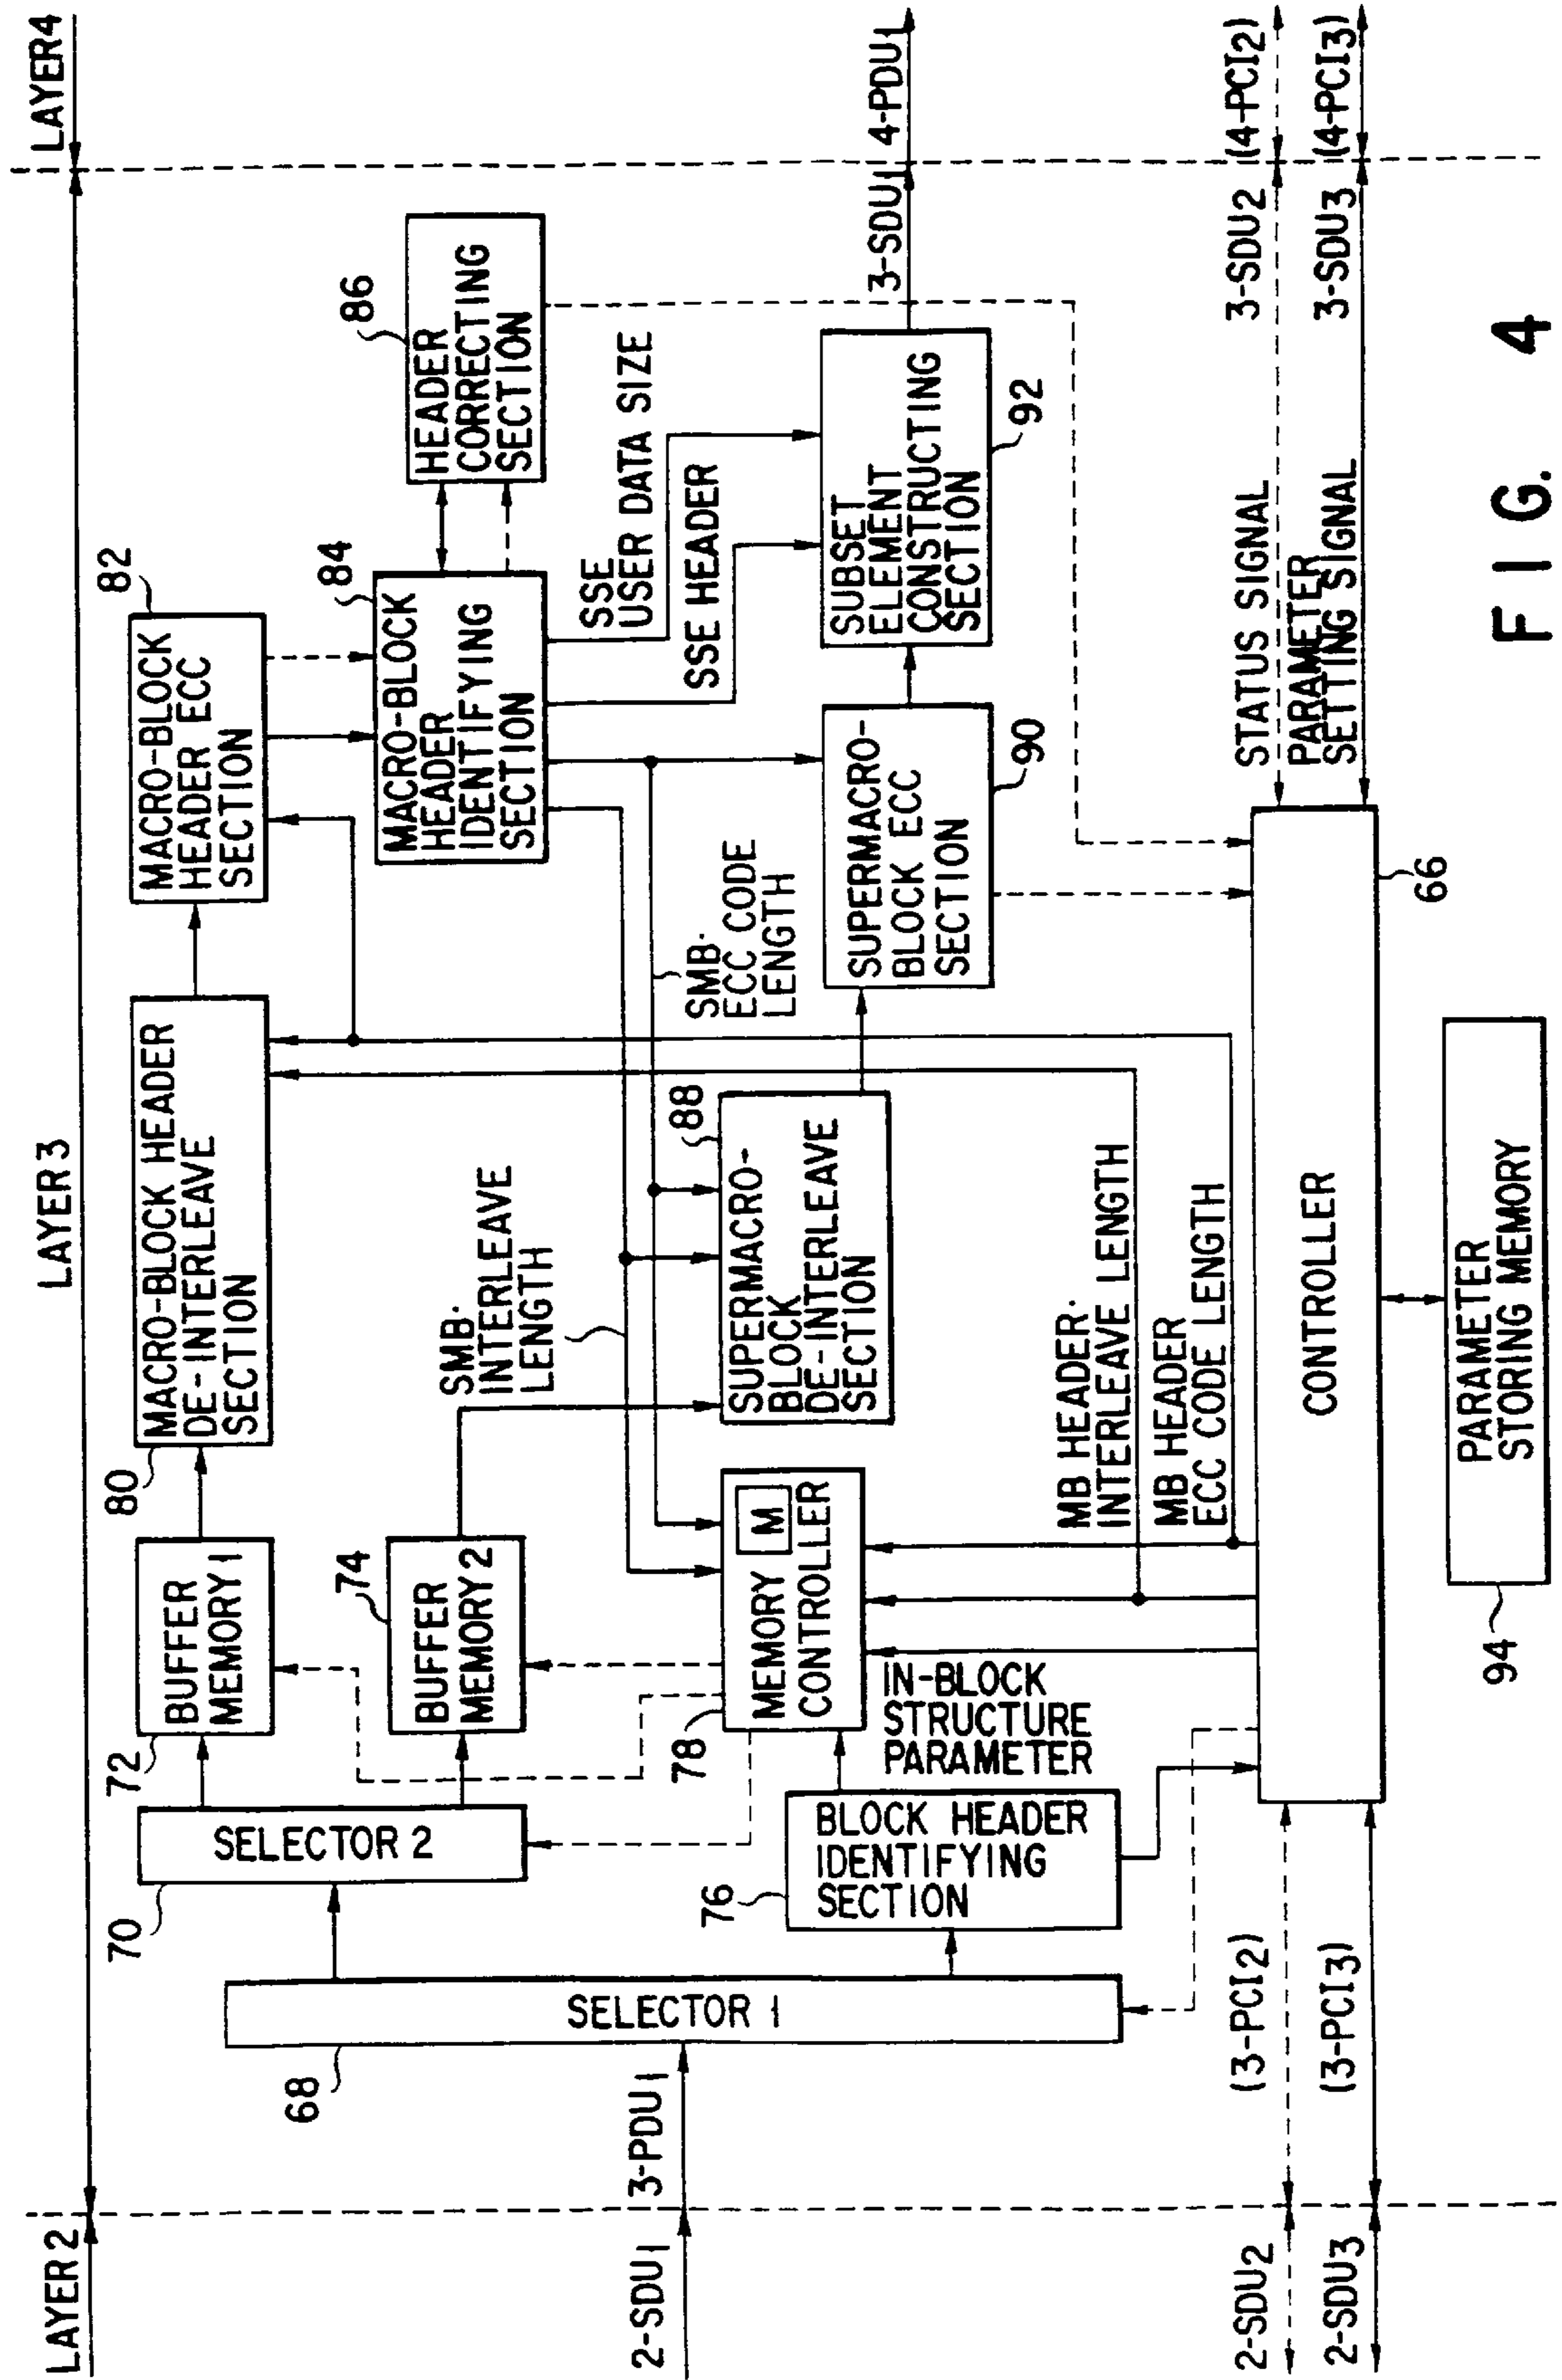 LAYER2
LAYER3
LAYER4
2-SDU1
3-PDU1
68
SELECTOR 1
70
SELECTOR 2
72
BUFFER
MEMORY 1
74
BUFFER
MEMORY 2
76
BLOCK HEADER
IDENTIFYING
SECTION
78
MEMORY
CONTROLLER
M
IN-BLOCK
STRUCTURE
PARAMETER
80
MACRO-BLOCK HEADER
DE-INTERLEAVE
SECTION
SMB·
INTERLEAVE
LENGTH
88
SUPERMACRO-
BLOCK
DE-INTERLEAVE
SECTION
MB HEADER·
INTERLEAVE LENGTH
MB HEADER
ECC CODE LENGTH
82
MACRO-BLOCK
HEADER ECC
SECTION
84
MACRO-BLOCK
HEADER
IDENTIFYING
SECTION
86
HEADER
CORRECTING
SECTION
SMB·
ECC CODE
LENGTH
SSE
USER DATA SIZE
SSE HEADER
SUPERMACRO-
BLOCK ECC
SECTION
90
SUBSET
ELEMENT
CONSTRUCTING
SECTION
92
3-SDU1
4-PDU1
2-SDU2
(3-PCI2)
2-SDU3
(3-PCI3)
CONTROLLER
66
STATUS SIGNAL
3-SDU2
(4-PCI2)
PARAMETER
SETTING SIGNAL
3-SDU3
(4-PCI3)
94
PARAMETER
STORING MEMORY
FIG. 4